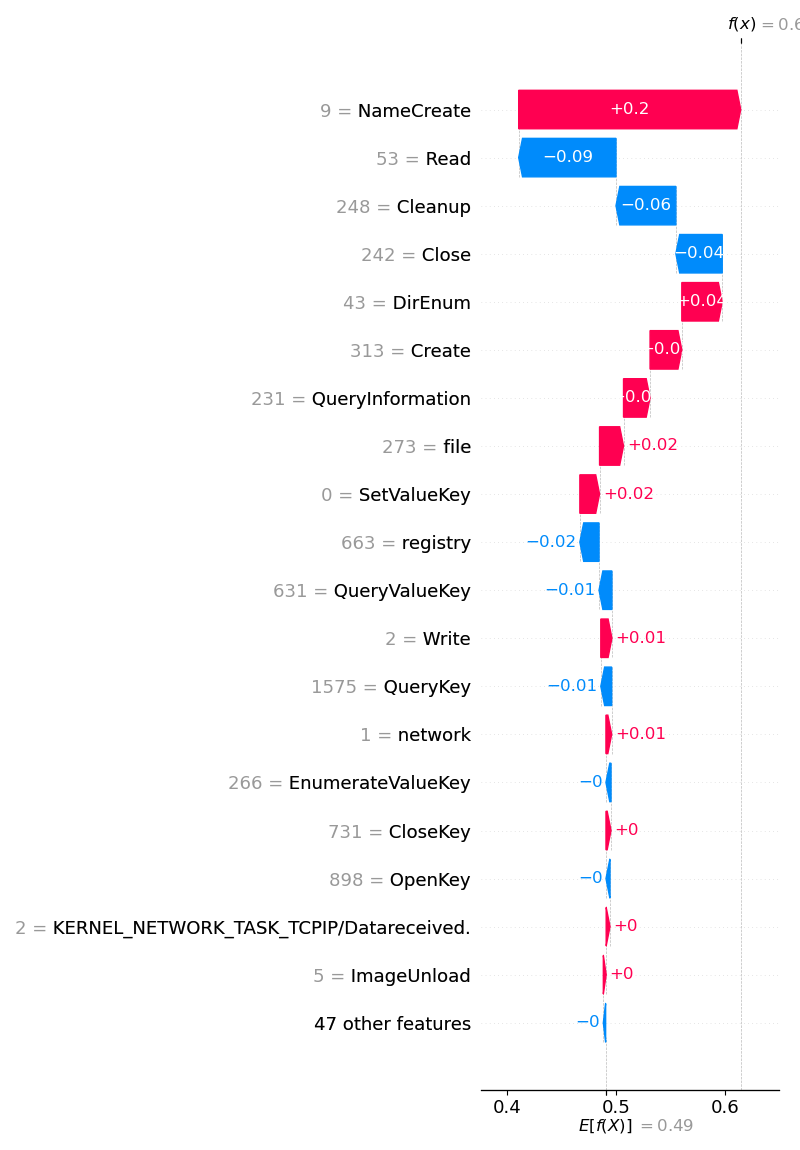 f(x) = 0.6
9 = NameCreate +0.2
53 = Read −0.09
248 = Cleanup −0.06
242 = Close −0.04
43 = DirEnum +0.04
313 = Create
231 = QueryInformation
273 = file +0.02
0 = SetValueKey +0.02
663 = registry −0.02
631 = QueryValueKey −0.01
2 = Write +0.01
1575 = QueryKey −0.01
1 = network +0.01
266 = EnumerateValueKey −0
731 = CloseKey +0
898 = OpenKey −0
2 = KERNEL_NETWORK_TASK_TCPIP/Datareceived. +0
5 = ImageUnload +0
47 other features −0
0.4 0.5 0.6
E[f(X)] = 0.49